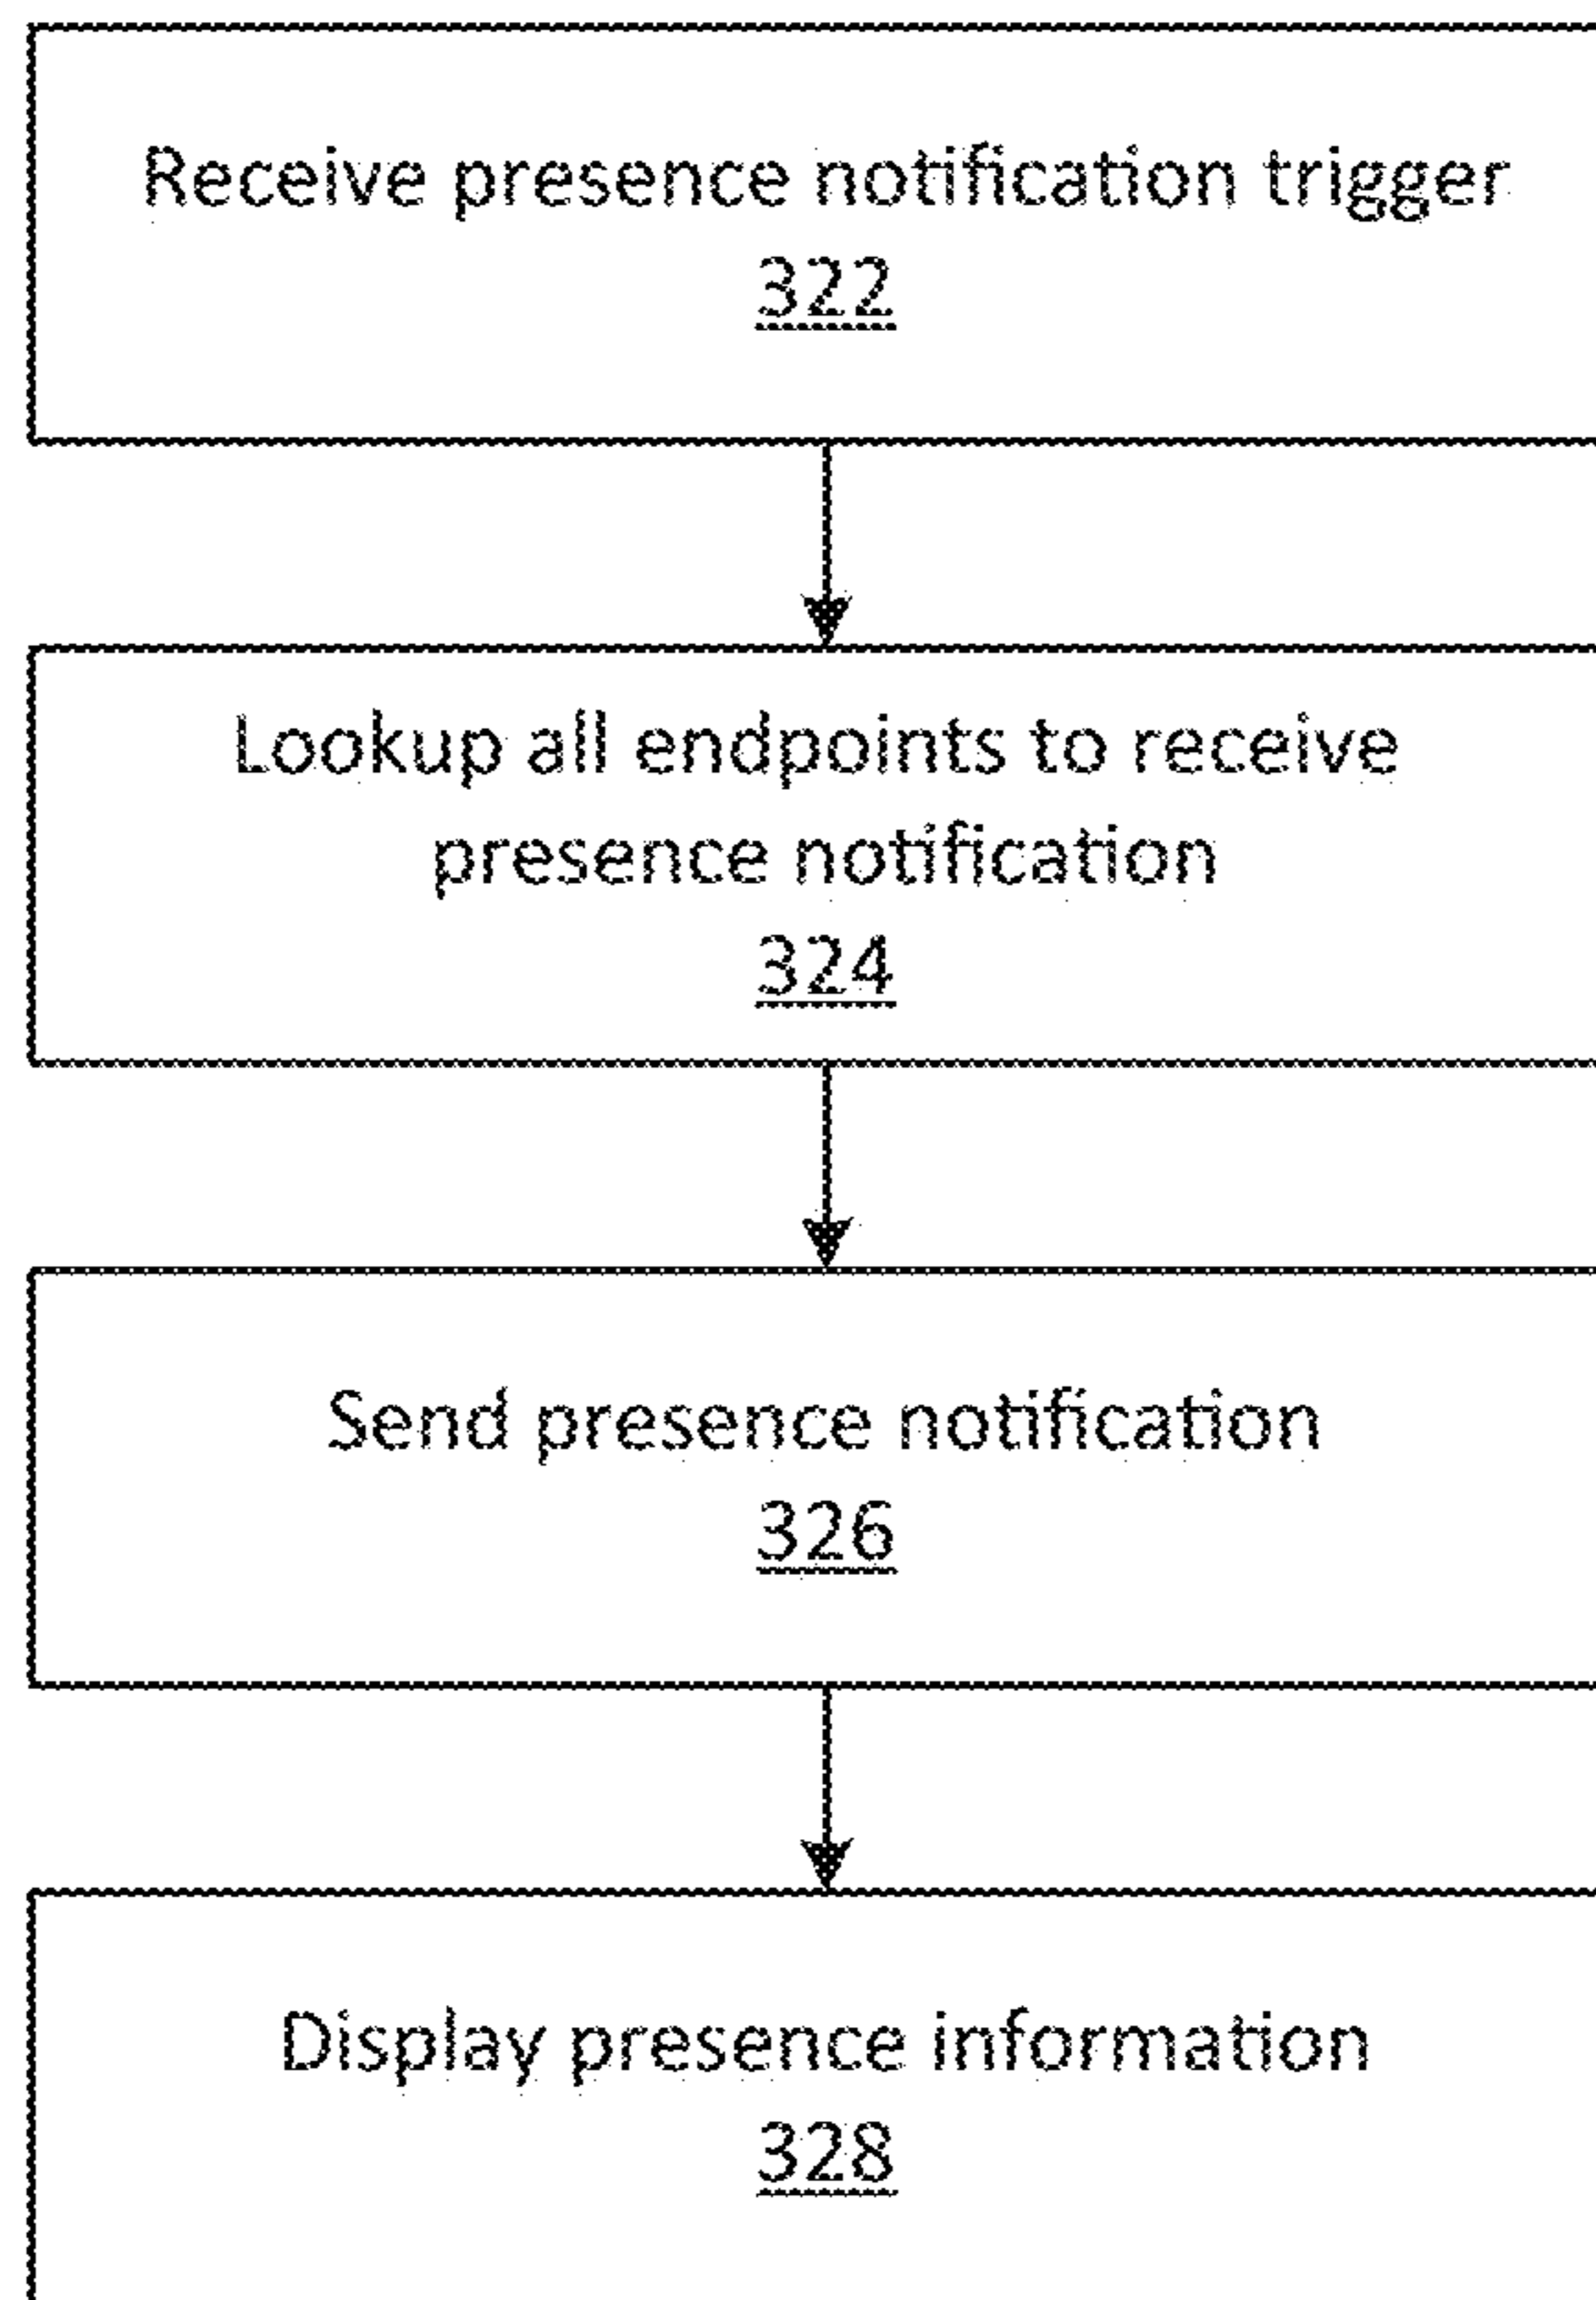 Receive presence notification trigger
322
Lookup all endpoints to receive
presence notification
324
Send presence notification
326
Display presence information
328